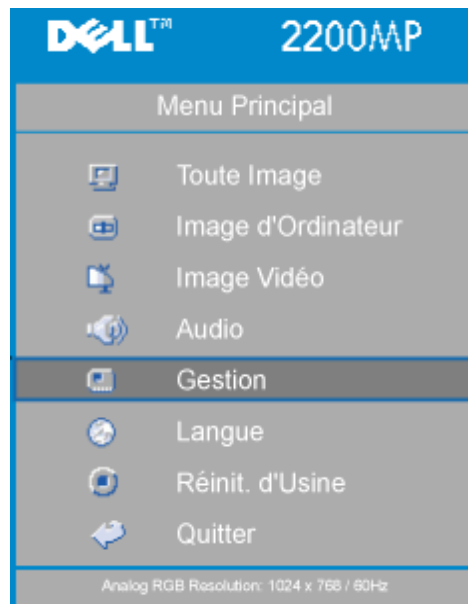 DELL™ 2200MP
Menu Principal
Toute Image
Image d'Ordinateur
Image Vidéo
Audio
Gestion
Langue
Réinit. d'Usine
Quitter
Analog RGB Resolution: 1024 x 768 / 60Hz